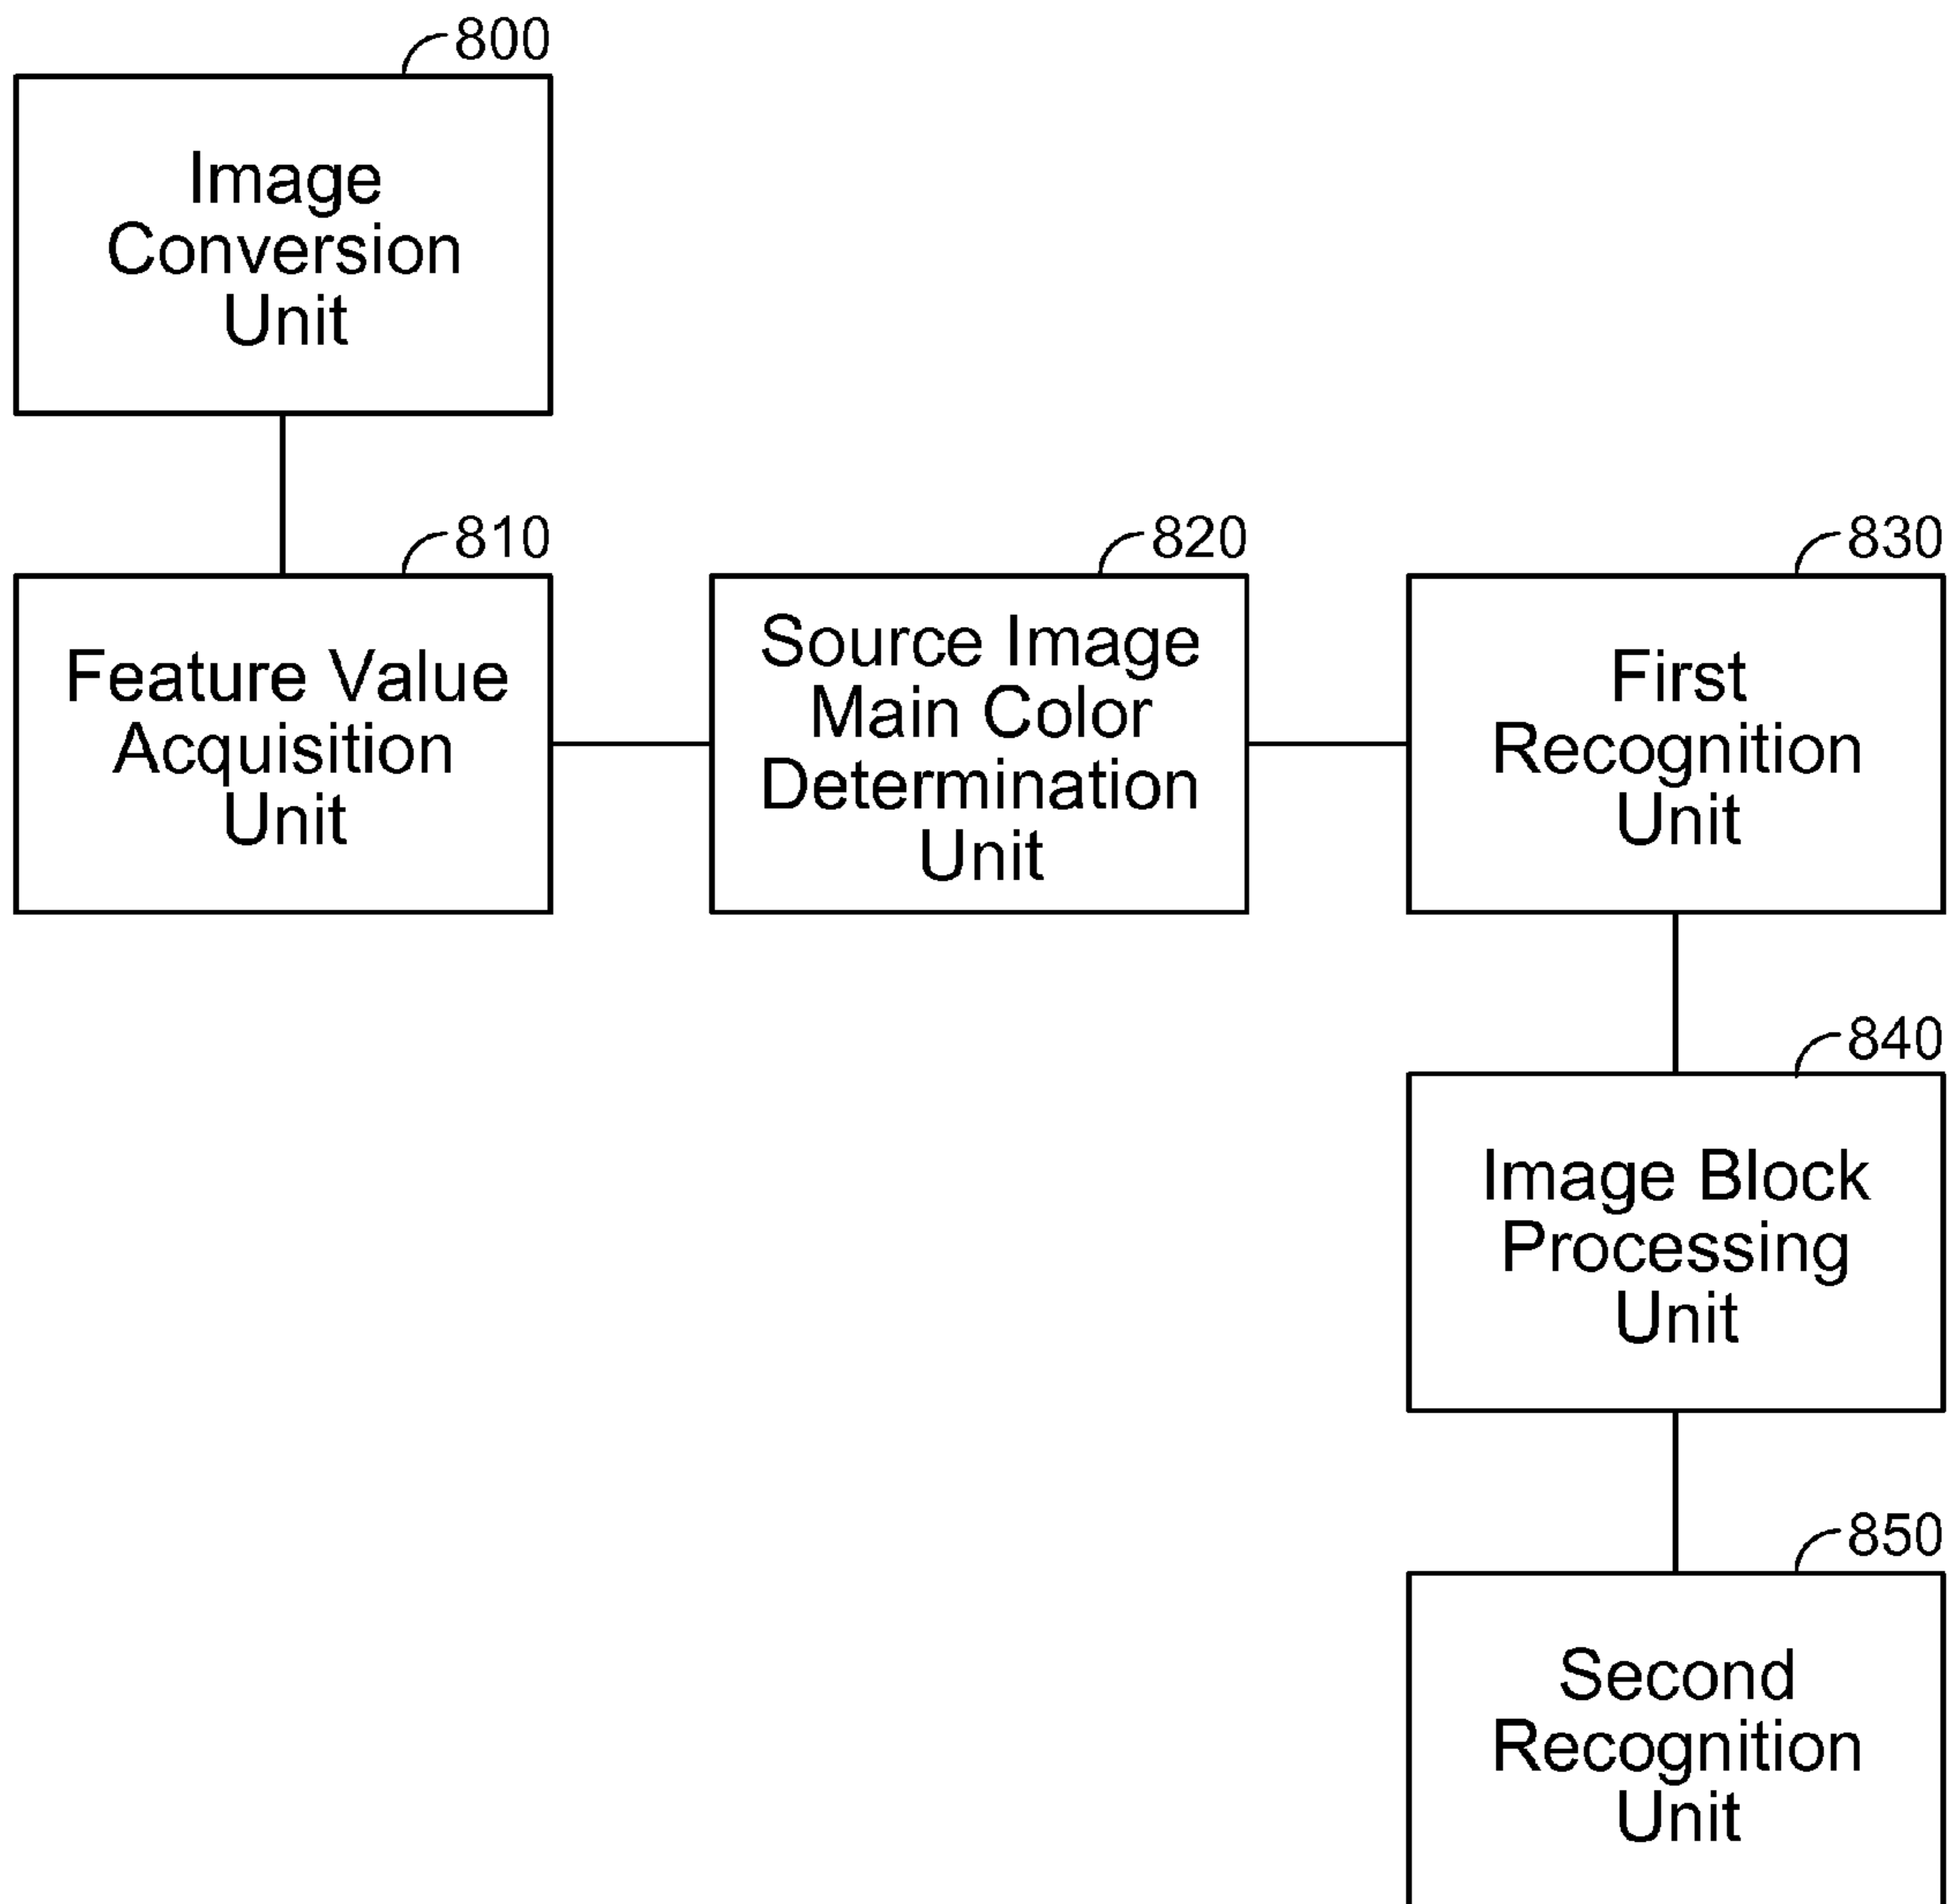 800
Image
Conversion
Unit
810
Feature Value
Acquisition
Unit
820
Source Image
Main Color
Determination
Unit
830
First
Recognition
Unit
840
Image Block
Processing
Unit
850
Second
Recognition
Unit